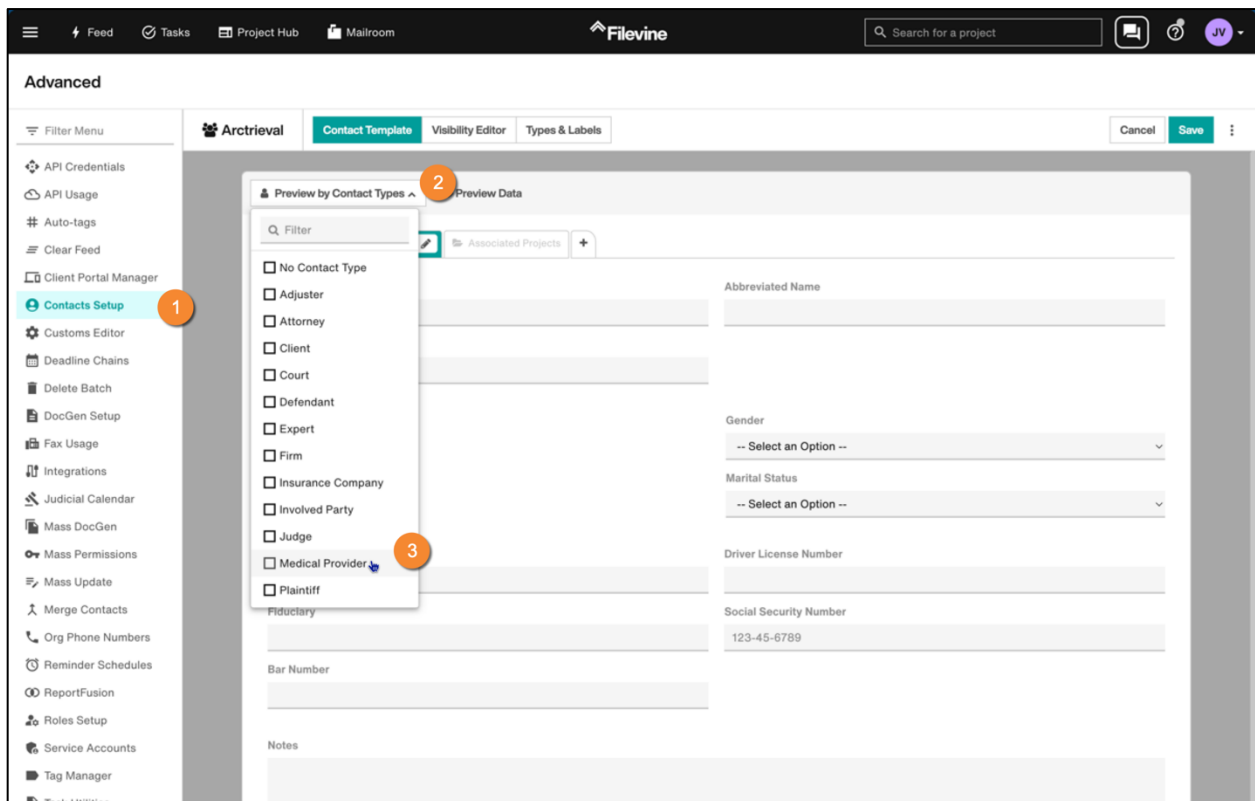 Feed
Tasks
Project Hub
Mailroom
Filevine
Search for a project
JV
Advanced
Filter Menu
API Credentials
API Usage
Auto-tags
Clear Feed
Client Portal Manager
Contacts Setup
1
Customs Editor
Deadline Chains
Delete Batch
DocGen Setup
Fax Usage
Integrations
Judicial Calendar
Mass DocGen
Mass Permissions
Mass Update
Merge Contacts
Org Phone Numbers
Reminder Schedules
ReportFusion
Roles Setup
Service Accounts
Tag Manager
Arctrieval
Contact Template
Visibility Editor
Types & Labels
Cancel
Save
Preview by Contact Types
2
Preview Data
Filter
No Contact Type
Adjuster
Attorney
Client
Court
Defendant
Expert
Firm
Insurance Company
Involved Party
Judge
Medical Provider
3
Plaintiff
Associated Projects
+
Abbreviated Name
Gender
-- Select an Option --
Marital Status
-- Select an Option --
Driver License Number
Fiduciary
Social Security Number
123-45-6789
Bar Number
Notes